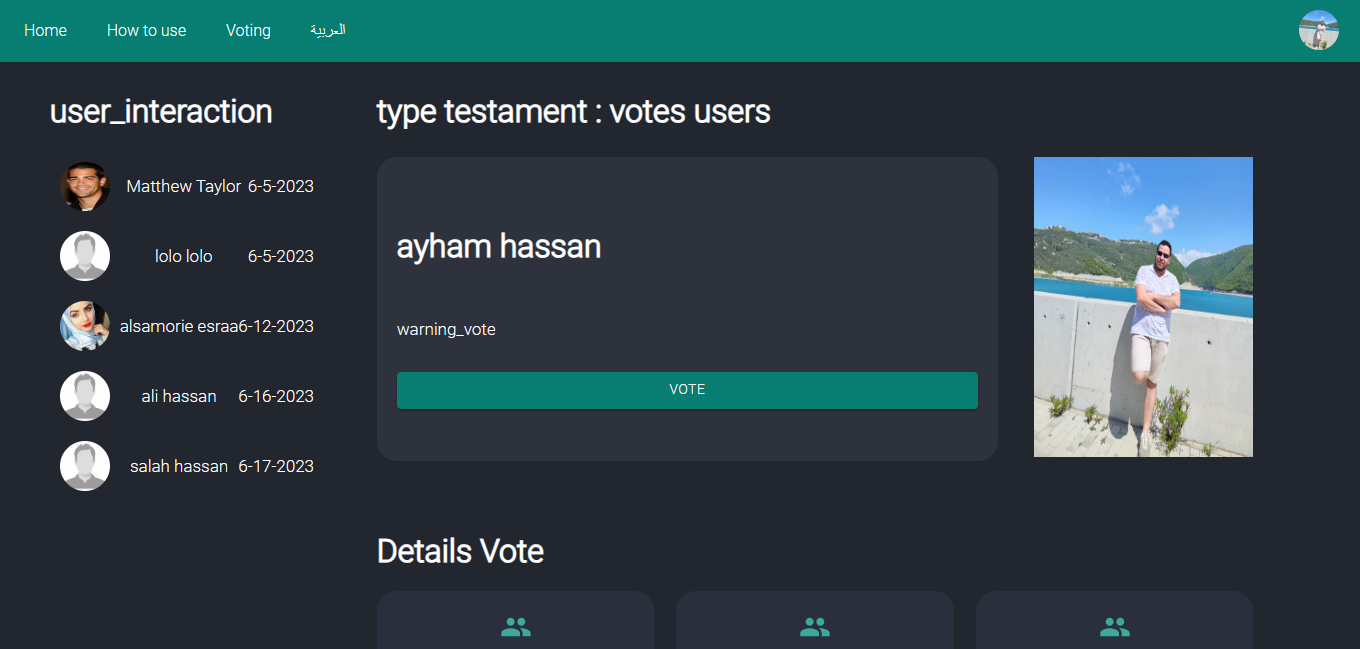 Home How to use Voting العربية
user_interaction
Matthew Taylor 6-5-2023
lolo lolo 6-5-2023
alsamorie esraa6-12-2023
ali hassan 6-16-2023
salah hassan 6-17-2023
type testament : votes users
ayham hassan
warning_vote
VOTE
Details Vote